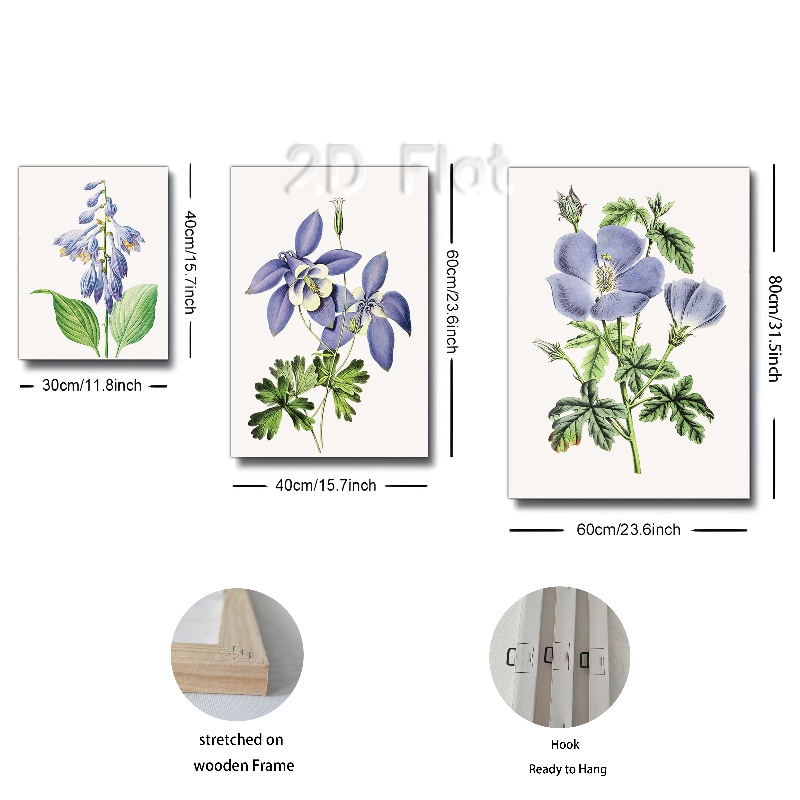 2D Flat
40cm/15.7inch
30cm/11.8inch
60cm/23.6inch
40cm/15.7inch
80cm/31.5inch
60cm/23.6inch
stretched on
wooden Frame
Hook
Ready to Hang